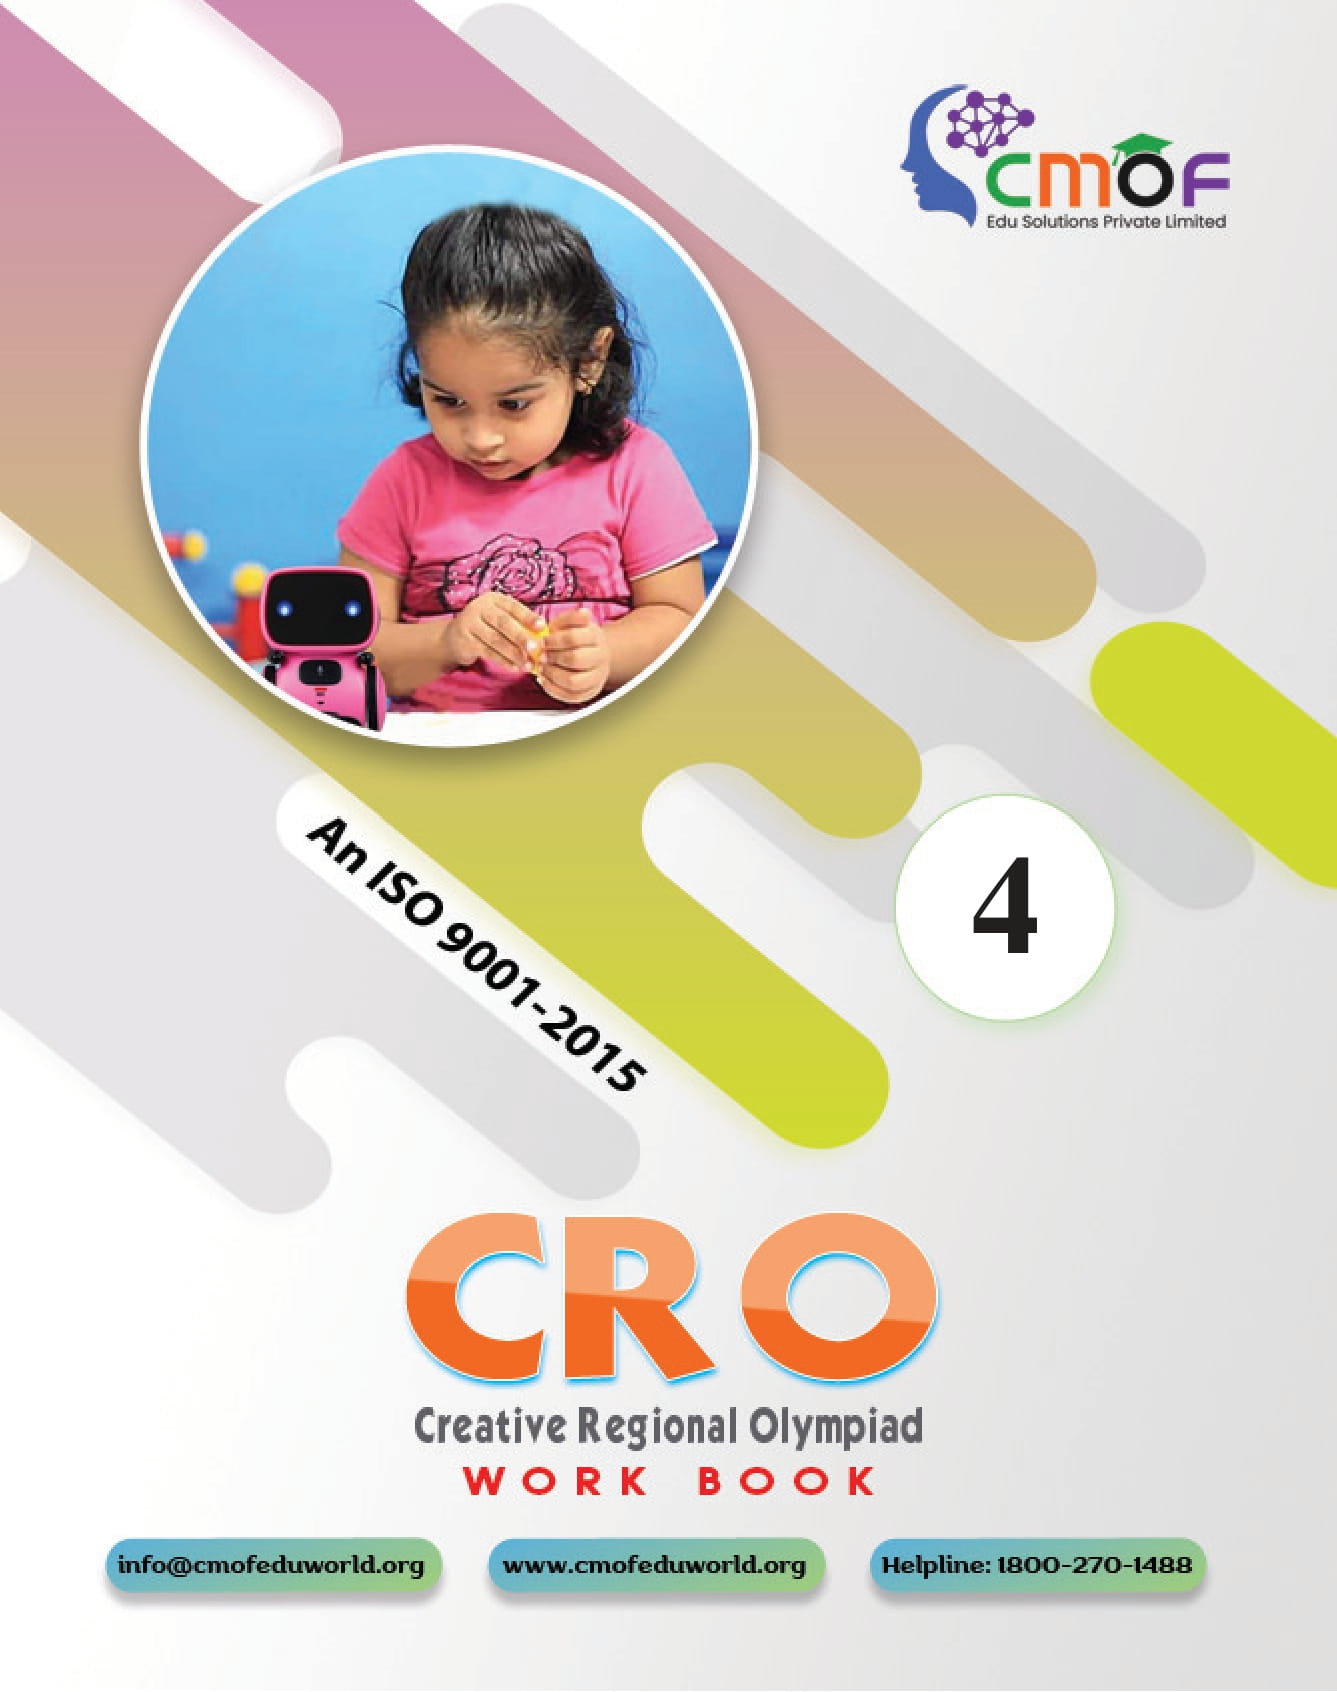 CMOF
Edu Solutions Private Limited
An ISO 9001-2015
4
CRO
Creative Regional Olympiad
WORK BOOK
info@cmofeduworld.org
www.cmofeduworld.org
Helpline: 1800-270-1488